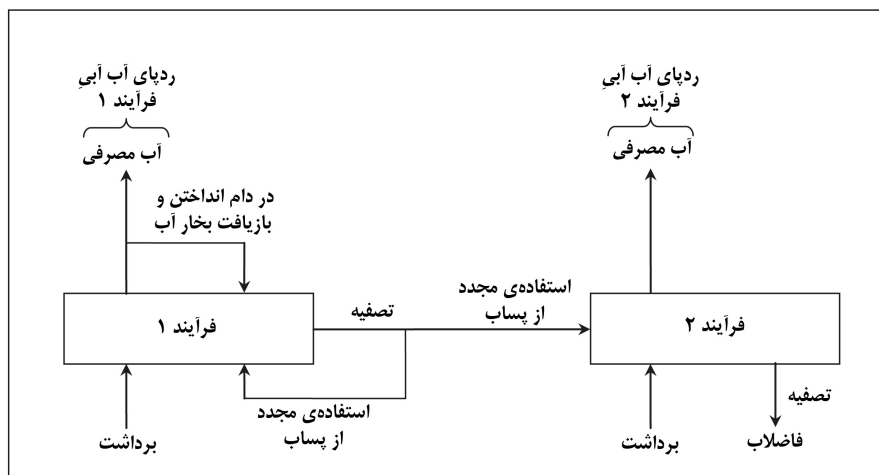 ردپای آب آبیِ
فرآیند ۱
آب مصرفی
در دام انداختن و
بازیافت بخار آب
فرآیند ۱
برداشت
تصفیه
استفاده‌ی مجدد
از پساب
استفاده‌ی مجدد
از پساب
ردپای آب آبیِ
فرآیند ۲
آب مصرفی
فرآیند ۲
برداشت
تصفیه
فاضلاب